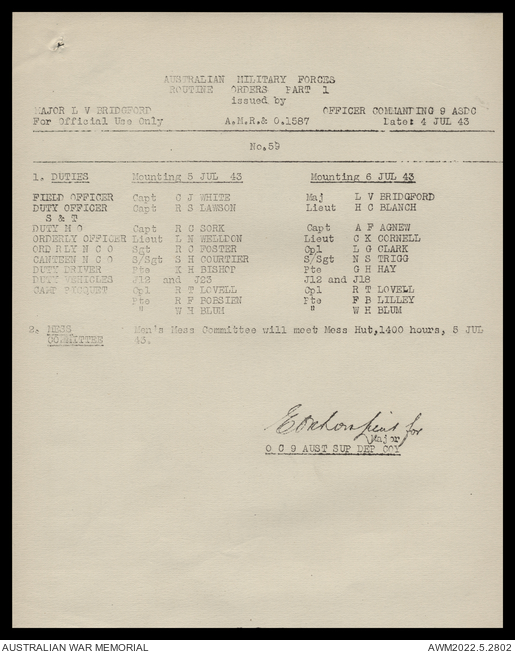 AUSTRALIAN MILITARY FORCES
ROUTINE ORDERS PART 1
issued by
MAJOR L V BRIDGFORD OFFICER COMMANDING 9 ASDC
For Official Use Only A.M.R.& O.1587 Date: 4 JUL 43
No.59
1. DUTIES Mounting 5 JUL 43 Mounting 6 JUL 43
FIELD OFFICER Capt C J WHITE Maj L V BRIDGFORD
DUTY OFFICER Capt R S LAWSON Lieut H C BLANCH
S & T
DUTY M O Capt R C SORK Capt A F AGNEW
ORDERLY OFFICER Lieut L N WELLDON Lieut C K CORNELL
ORDERLY N C O Sgt R C FOSTER Cpl L G CLARK
CANTEEN N C O S/Sgt S H COURTIER S/Sgt N S TRIGG
DUTY DRIVER Pte K H BISHOP Pte G H HAY
DUTY VEHICLES J12 and J23 J12 and J18
CAMP PICQUET Cpl R T LOVELL Cpl R T LOVELL
Pte R F BOBSIEN Pte F B LILLEY
" W H BLUM " W H BLUM
2. MESS Men's Mess Committee will meet Mess Hut,1400 hours, 5 JUL
COMMITTEE 43.
Lieut for
Major
O C 9 AUST SUP DEP COY
AUSTRALIAN WAR MEMORIAL AWM2022.5.2802